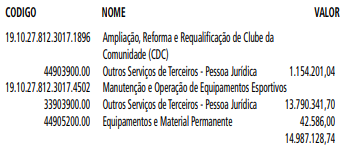 CODIGO NOME VALOR
19.10.27.812.3017.1896 Ampliação, Reforma e Requalificação de Clube da
Comunidade (CDC)
44903900.00 Outros Serviços de Terceiros - Pessoa Jurídica 1.154.201,04
19.10.27.812.3017.4502 Manutenção e Operação de Equipamentos Esportivos
33903900.00 Outros Serviços de Terceiros - Pessoa Jurídica 13.790.341,70
44905200.00 Equipamentos e Material Permanente 42.586,00
14.987.128,74